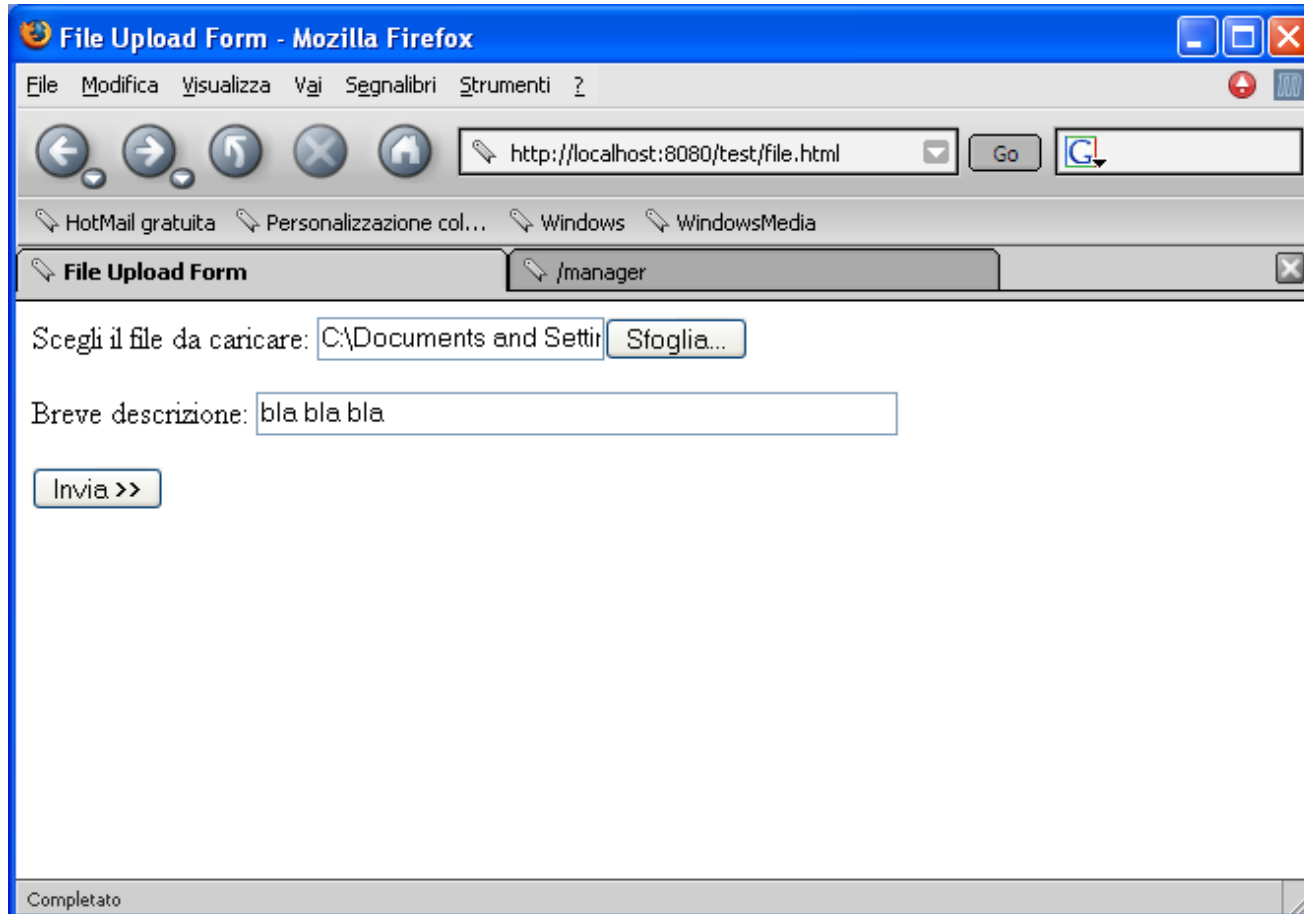 File Upload Form - Mozilla Firefox
File Modifica Visualizza Vai Segnalibri Strumenti ?
http://localhost:8080/test/file.html Go G
HotMail gratuita Personalizzazione col... Windows WindowsMedia
File Upload Form /manager
Scegli il file da caricare: C:\Documents and Settin Sfoglia...
Breve descrizione: bla bla bla
Invia >>
Completato